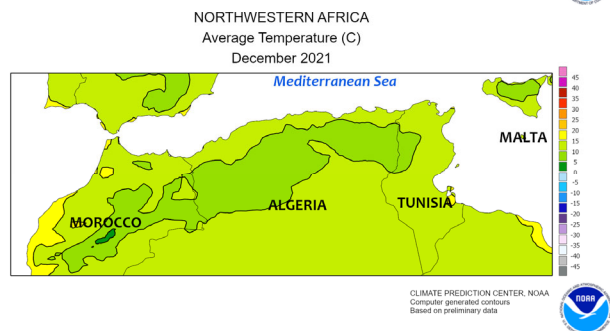 NORTHWESTERN AFRICA
Average Temperature (C)
December 2021
Mediterranean Sea
MALTA
MOROCCO
ALGERIA
TUNISIA
45
40
35
30
25
20
15
10
5
0
-5
-10
-15
-20
-25
-30
-35
-40
-45
CLIMATE PREDICTION CENTER, NOAA
Computer generated contours
Based on preliminary data
NOAA